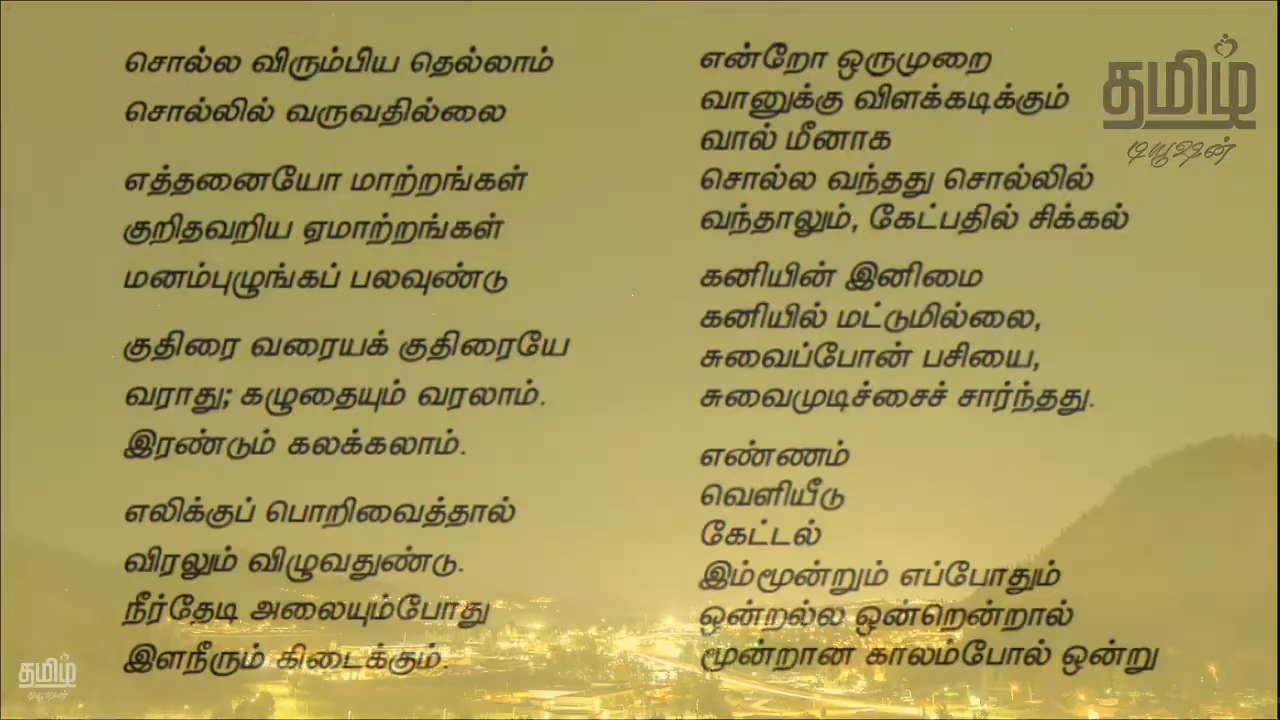 சொல்ல விரும்பிய தெல்லாம்
சொல்லில் வருவதில்லை
எத்தனையோ மாற்றங்கள்
குறிதவறிய ஏமாற்றங்கள்
மனம்புழுங்கப் பலவுண்டு
குதிரை வரையக் குதிரையே
வராது; கழுதையும் வரலாம்.
இரண்டும் கலக்கலாம்.
எலிக்குப் பொறிவைத்தால்
விரலும் விழுவதுண்டு.
நீர்தேடி அலையும்போது
இளநீரும் கிடைக்கும்.
என்றோ ஒருமுறை
வானுக்கு விளக்கடிக்கும்
வால் மீனாக
சொல்ல வந்தது சொல்லில்
வந்தாலும், கேட்பதில் சிக்கல்
கனியின் இனிமை
கனியில் மட்டுமில்லை,
சுவைப்போன் பசியை,
சுவைமுடிச்சைச் சார்ந்தது.
எண்ணம்
வெளியீடு
கேட்டல்
இம்மூன்றும் எப்போதும்
ஒன்றல்ல ஒன்றென்றால்
மூன்றான காலம்போல் ஒன்று
தமிழ்
டியூஷன்
தமிழ்
டியூஷன்